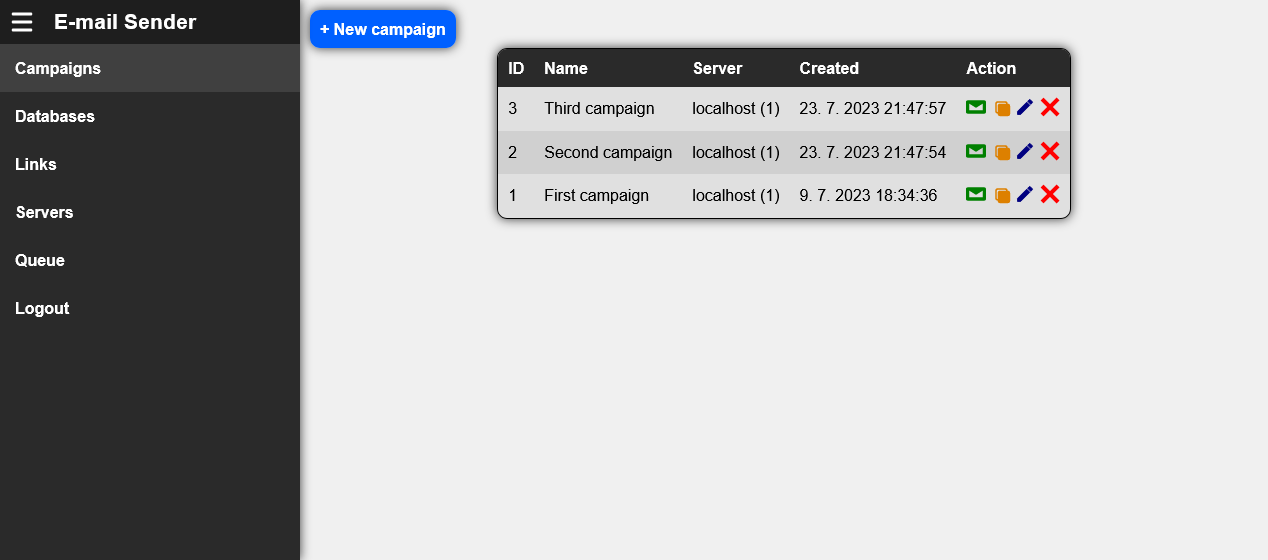 E-mail Sender
+ New campaign
Campaigns
Databases
Links
Servers
Queue
Logout
ID Name Server Created Action
3 Third campaign localhost (1) 23. 7. 2023 21:47:57
2 Second campaign localhost (1) 23. 7. 2023 21:47:54
1 First campaign localhost (1) 9. 7. 2023 18:34:36